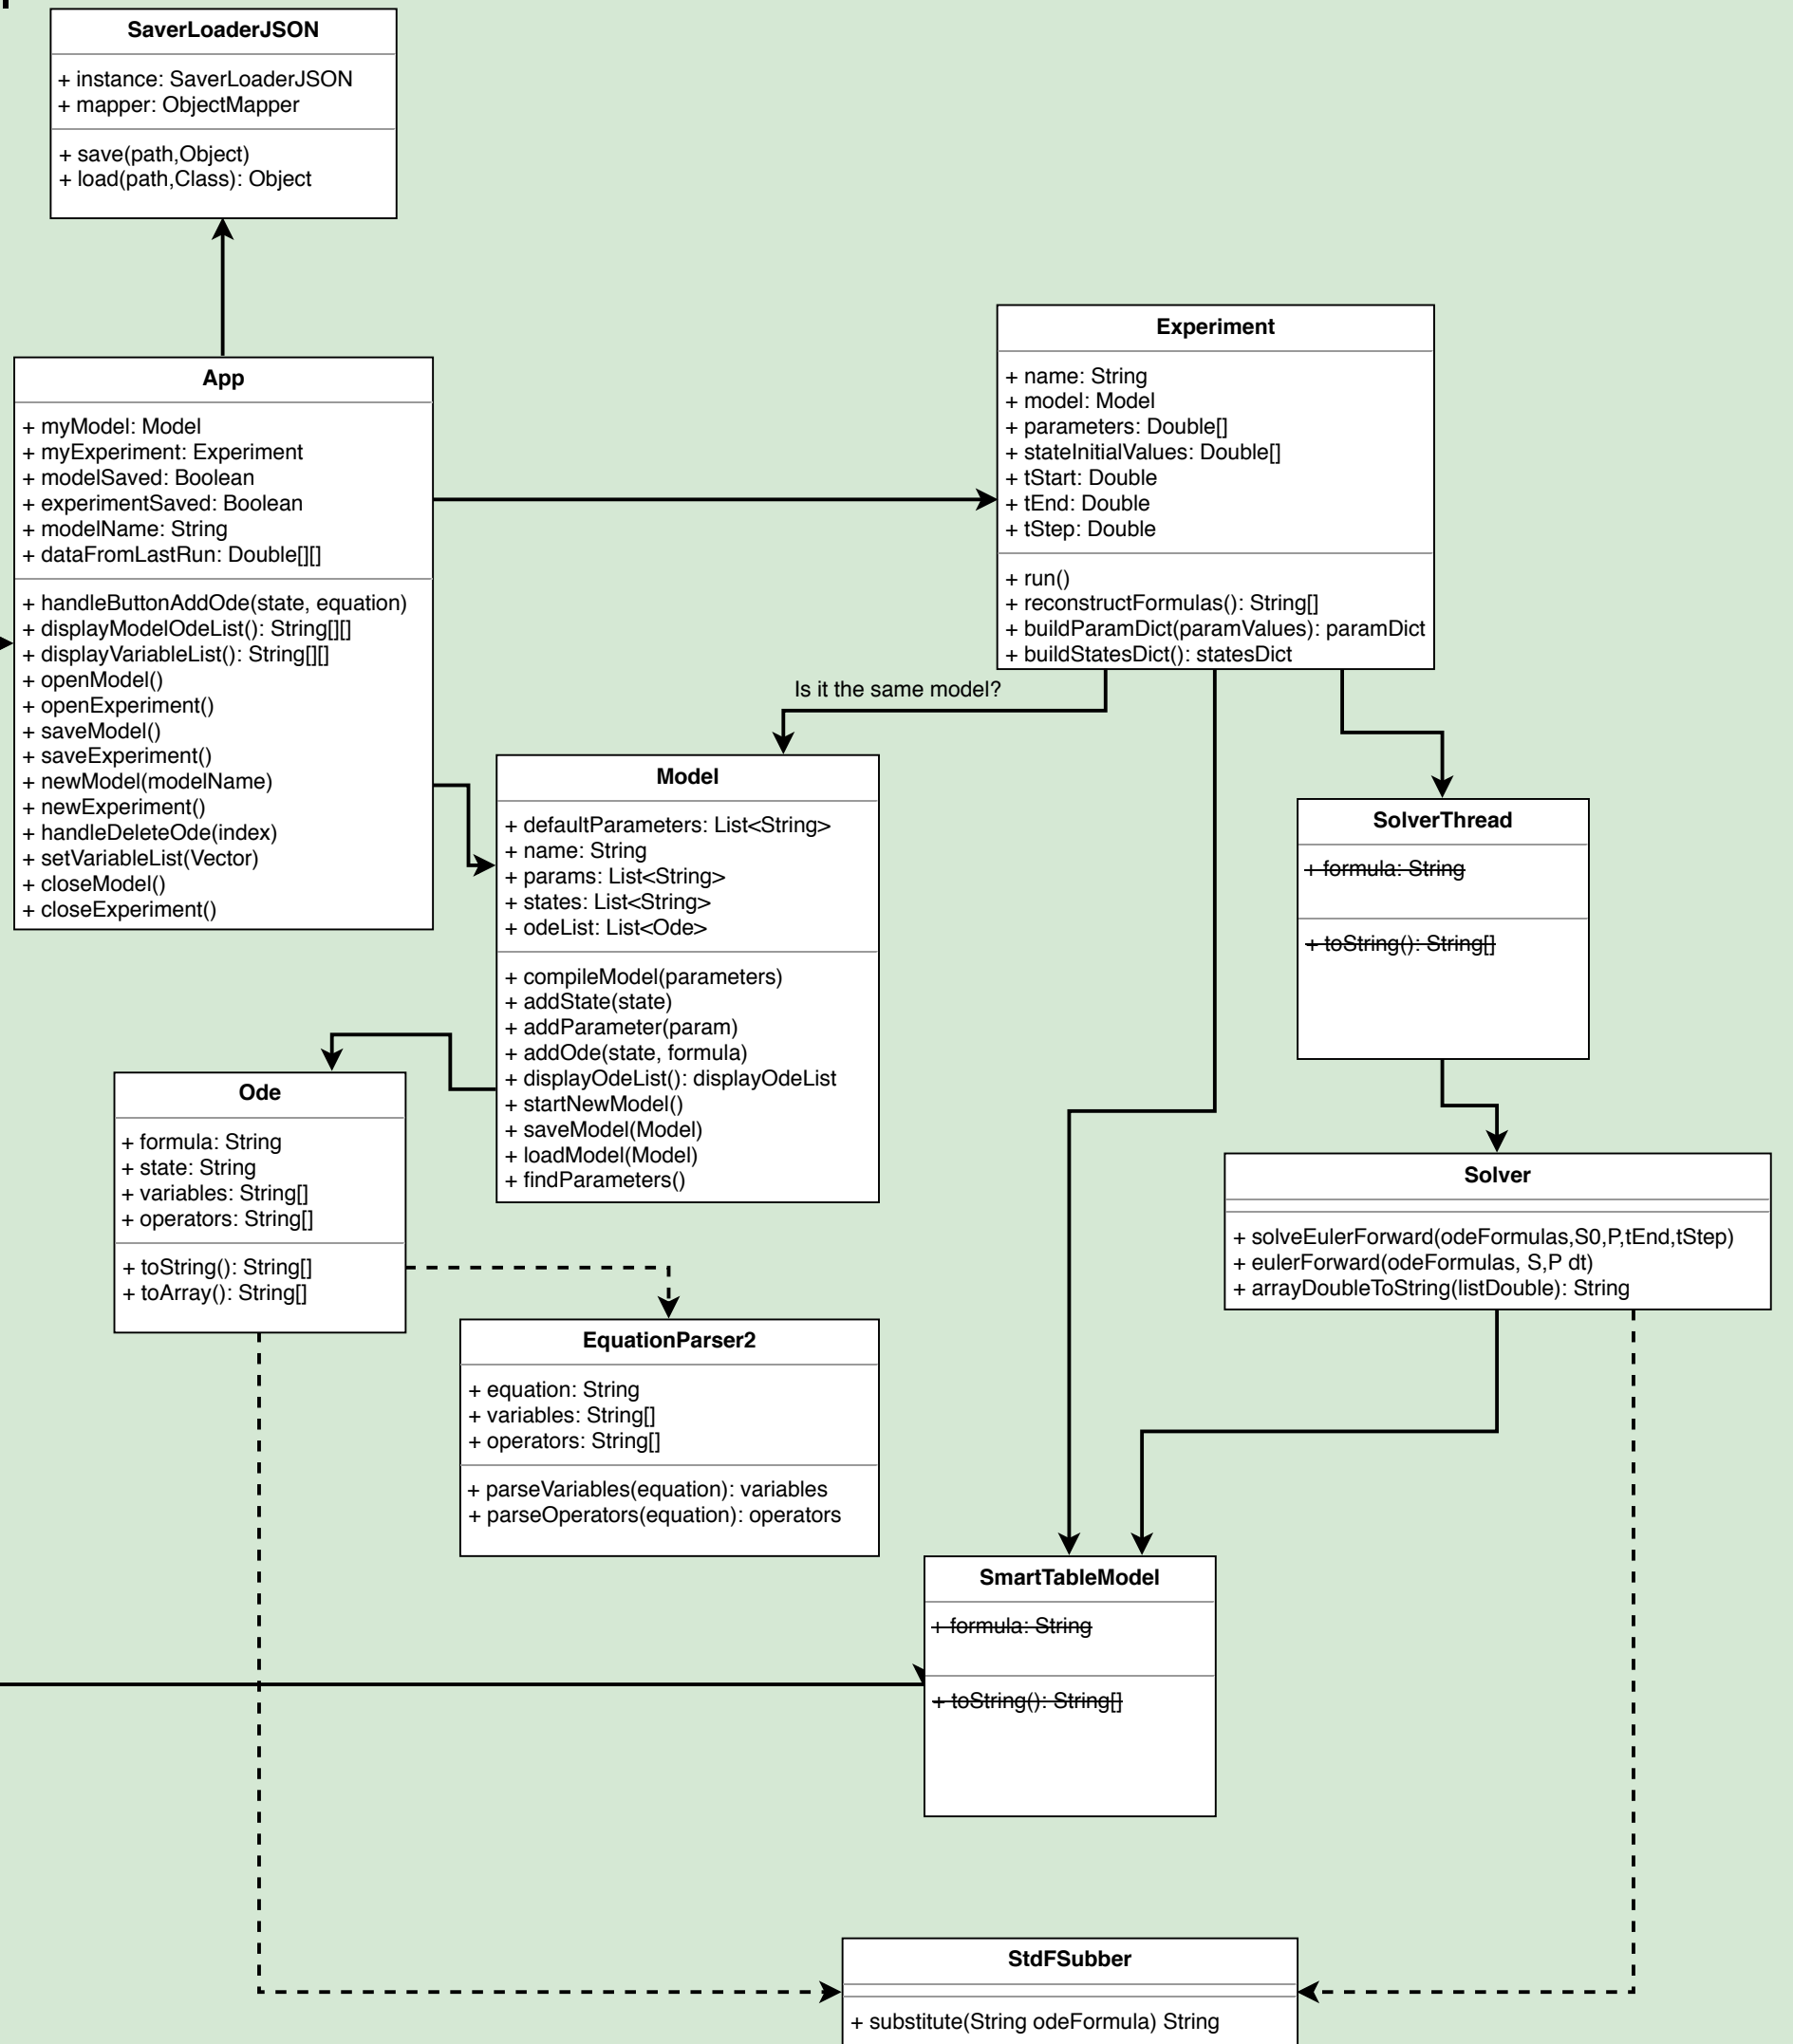 SaverLoaderJSON
+ instance: SaverLoaderJSON
+ mapper: ObjectMapper
+ save(path,Object)
+ load(path,Class): Object
App
+ myModel: Model
+ myExperiment: Experiment
+ modelSaved: Boolean
+ experimentSaved: Boolean
+ modelName: String
+ dataFromLastRun: Double[][]
+ handleButtonAddOde(state, equation)
+ displayModelOdeList(): String[][]
+ displayVariableList(): String[][]
+ openModel()
+ openExperiment()
+ saveModel()
+ saveExperiment()
+ newModel(modelName)
+ newExperiment()
+ handleDeleteOde(index)
+ setVariableList(Vector)
+ closeModel()
+ closeExperiment()
Experiment
+ name: String
+ model: Model
+ parameters: Double[]
+ stateInitialValues: Double[]
+ tStart: Double
+ tEnd: Double
+ tStep: Double
+ run()
+ reconstructFormulas(): String[]
+ buildParamDict(paramValues): paramDict
+ buildStatesDict(): statesDict
Is it the same model?
Model
+ defaultParameters: List<String>
+ name: String
+ params: List<String>
+ states: List<String>
+ odeList: List<Ode>
+ compileModel(parameters)
+ addState(state)
+ addParameter(param)
+ addOde(state, formula)
+ displayOdeList(): displayOdeList
+ startNewModel()
+ saveModel(Model)
+ loadModel(Model)
+ findParameters()
SolverThread
+ formula: String
+ toString(): String[]
Ode
+ formula: String
+ state: String
+ variables: String[]
+ operators: String[]
+ toString(): String[]
+ toArray(): String[]
Solver
+ solveEulerForward(odeFormulas,S0,P,tEnd,tStep)
+ eulerForward(odeFormulas, S,P dt)
+ arrayDoubleToString(listDouble): String
EquationParser2
+ equation: String
+ variables: String[]
+ operators: String[]
+ parseVariables(equation): variables
+ parseOperators(equation): operators
SmartTableModel
+ formula: String
+ toString(): String[]
StdFSubber
+ substitute(String odeFormula) String